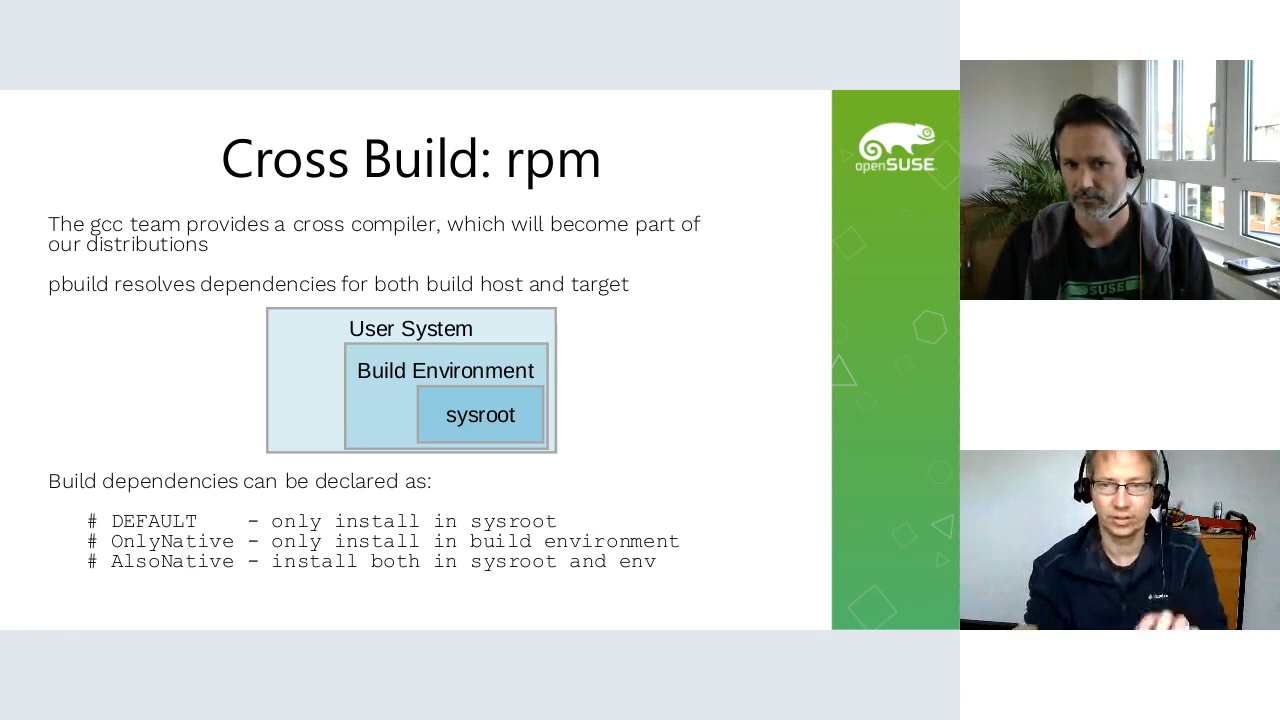 Cross Build: rpm
The gcc team provides a cross compiler, which will become part of
our distributions
pbuild resolves dependencies for both build host and target
User System
Build Environment
sysroot
Build dependencies can be declared as:
# DEFAULT    - only install in sysroot
# OnlyNative - only install in build environment
# AlsoNative - install both in sysroot and env
openSUSE
SUSE